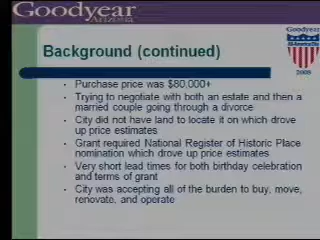 Goodyear
Arizona
Goodyear
2008
Background (continued)
• Purchase price was $80,000+
• Trying to negotiate with both an estate and then a
married couple going through a divorce
• City did not have land to locate it on which drove
up price estimates
• Grant required National Register of Historic Place
nomination which drove up price estimates
• Very short lead times for both birthday celebration
and terms of grant
• City was accepting all of the burden to buy, move,
renovate, and operate